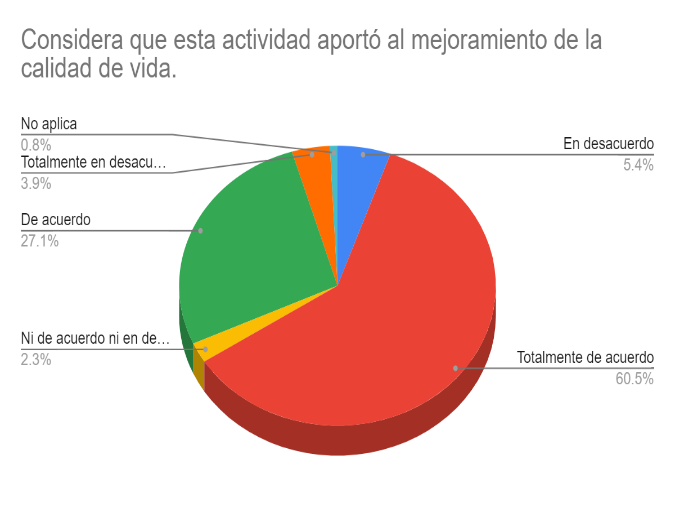 Considera que esta actividad aportó al mejoramiento de la
calidad de vida.
No aplica
0.8%
Totalmente en desacu…
3.9%
De acuerdo
27.1%
Ni de acuerdo ni en de…
2.3%
En desacuerdo
5.4%
Totalmente de acuerdo
60.5%